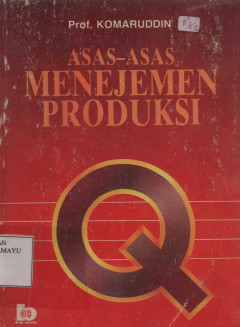 Prof. KOMARUDDIN
ASAS-ASAS
MENEJEMEN
PRODUKSI
Q
AN
AMAYU
b